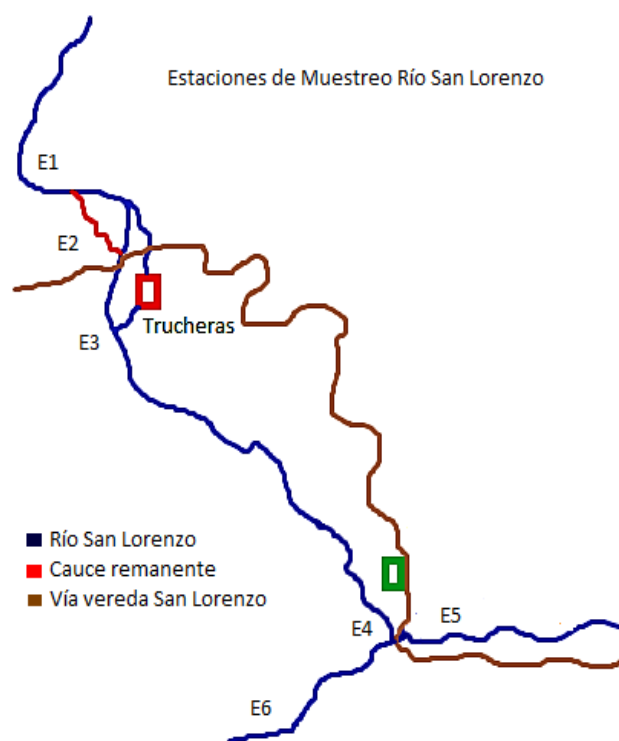 Estaciones de Muestreo Río San Lorenzo
E1
E2
Trucheras
E3
Río San Lorenzo
Cauce remanente
Vía vereda San Lorenzo
E5
E4
E6